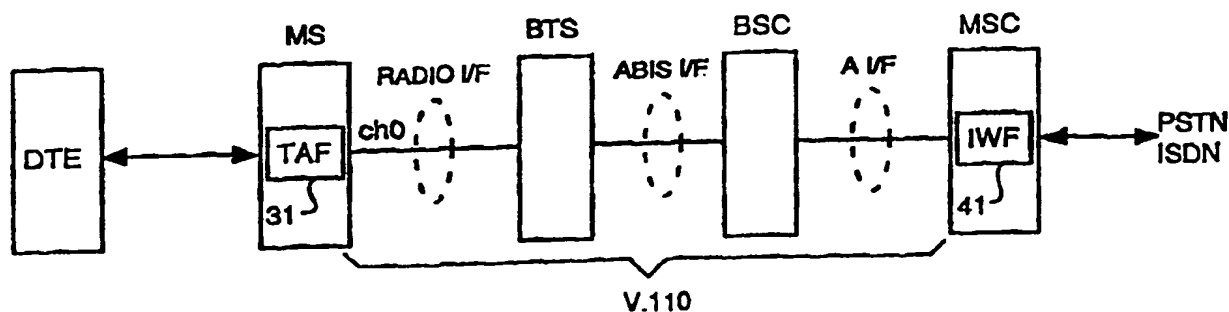 MS
BTS
BSC
MSC
RADIO I/F
ABIS I/F
A I/F
DTE
TAF
ch0
IWF
PSTN
ISDN
31
41
V.110